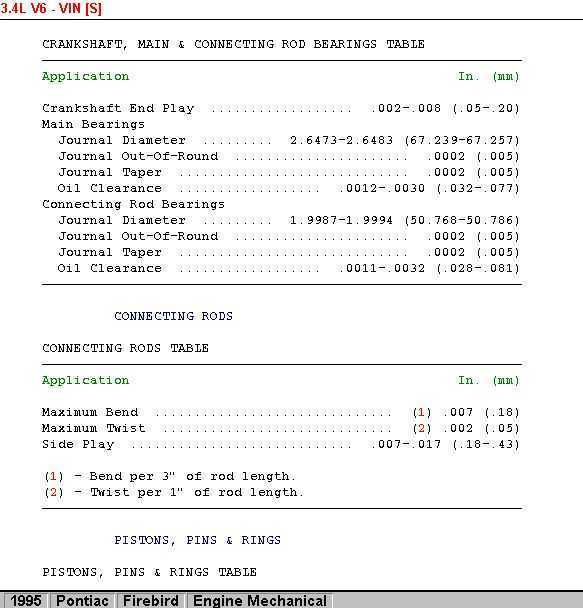 3.4L V6 - VIN [S]
CRANKSHAFT, MAIN & CONNECTING ROD BEARINGS TABLE
Application In. (mm)
Crankshaft End Play .................. .002-.008 (.05-.20)
Main Bearings
Journal Diameter ......... 2.6473-2.6483 (67.239-67.257)
Journal Out-Of-Round ...................... .0002 (.005)
Journal Taper ............................. .0002 (.005)
Oil Clearance .................. .0012-.0030 (.032-.077)
Connecting Rod Bearings
Journal Diameter ......... 1.9987-1.9994 (50.768-50.786)
Journal Out-Of-Round ...................... .0002 (.005)
Journal Taper ............................. .0002 (.005)
Oil Clearance .................. .0011-.0032 (.028-.081)
CONNECTING RODS
CONNECTING RODS TABLE
Application In. (mm)
Maximum Bend .............................. (1) .007 (.18)
Maximum Twist ............................. (2) .002 (.05)
Side Play ............................ .007-.017 (.18-.43)
(1) - Bend per 3" of rod length.
(2) - Twist per 1" of rod length.
PISTONS, PINS & RINGS
PISTONS, PINS & RINGS TABLE
1995 Pontiac Firebird Engine Mechanical